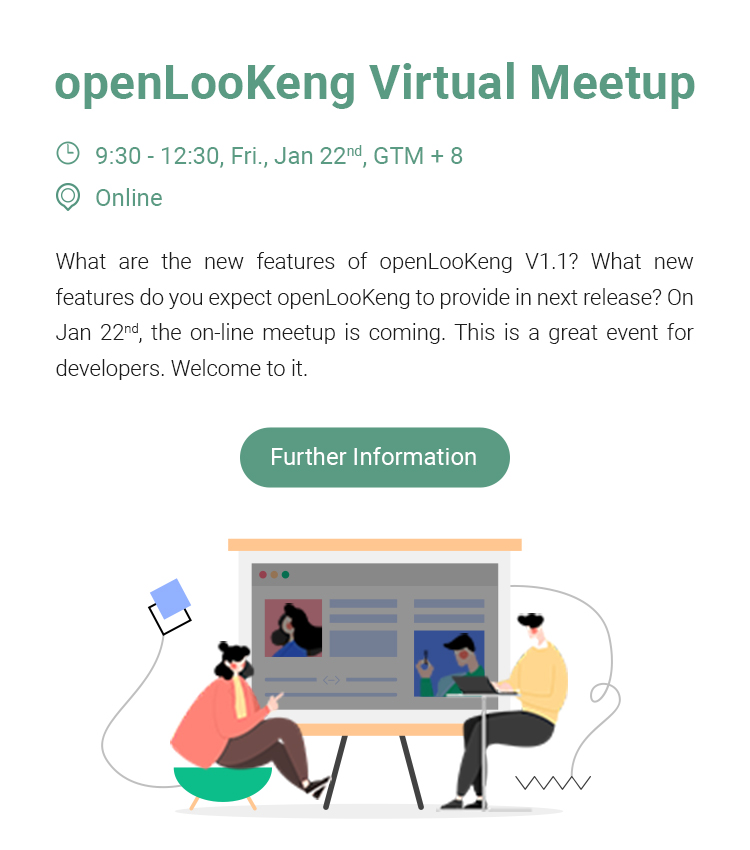 openLooKeng Virtual Meetup
9:30 - 12:30, Fri., Jan 22nd, GTM + 8
Online
What are the new features of openLooKeng V1.1? What new
features do you expect openLooKeng to provide in next release? On
Jan 22nd, the on-line meetup is coming. This is a great event for
developers. Welcome to it.
Further Information